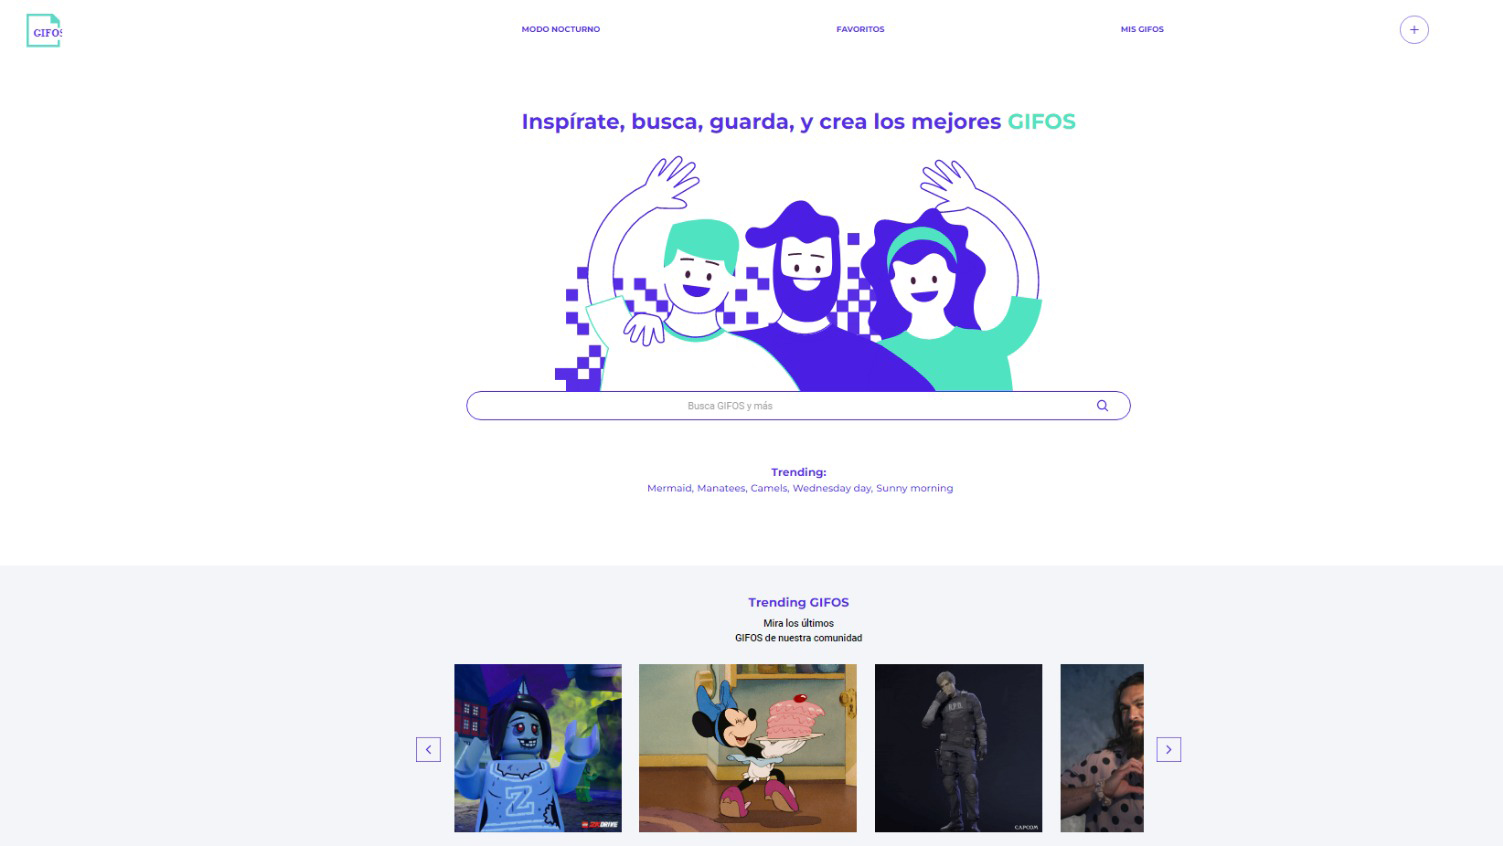 GIFOS
MODO NOCTURNO
FAVORITOS
MIS GIFOS
+
Inspírate, busca, guarda, y crea los mejores GIFOS
Busca GIFOS y más
Trending:
Mermaid, Manatees, Camels, Wednesday day, Sunny morning
Trending GIFOS
Mira los últimos
GIFOS de nuestra comunidad
Z
DRIVE
R.P.D.
CAPCOM